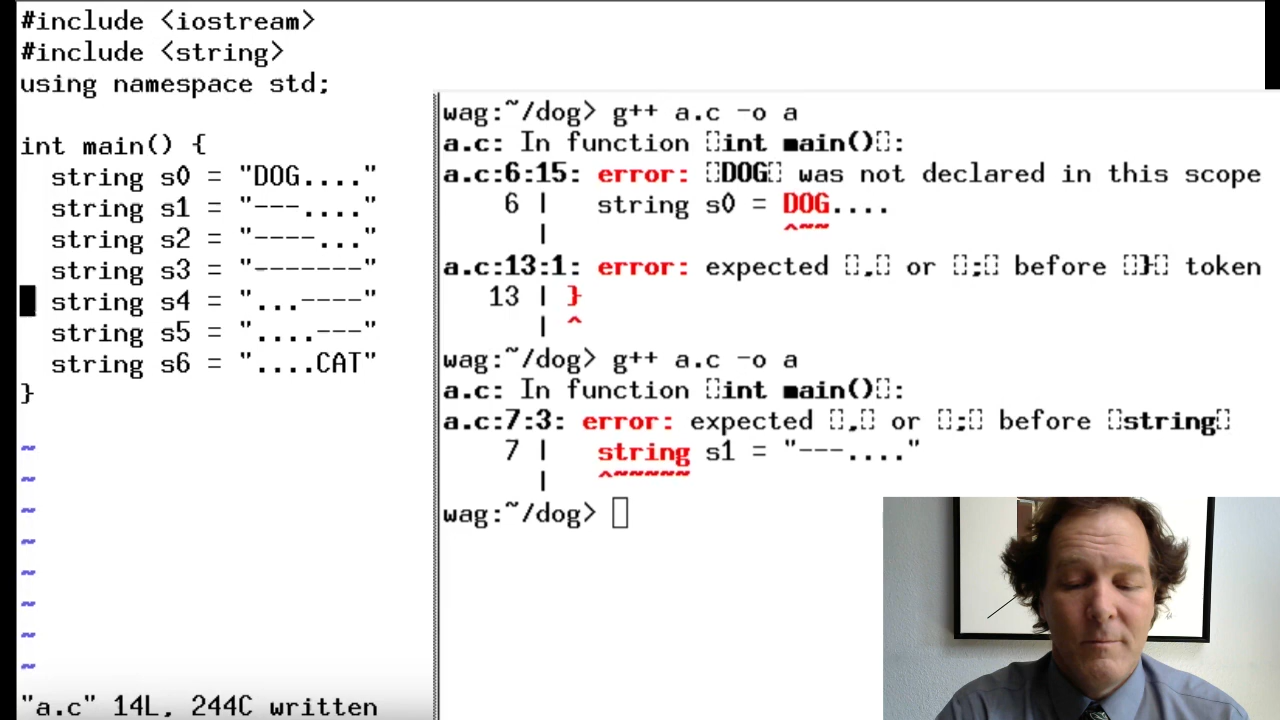 #include <iostream>
#include <string>
using namespace std;
int main() {
string s0 = "DOG...."
string s1 = "---...."
string s2 = "----..."
string s3 = "-------"
string s4 = "...----"
string s5 = "....---"
string s6 = "....CAT"
}
~
~
~
~
~
~
~
~
"a.c" 14L, 244C written
wag:~/dog> g++ a.c -o a
a.c: In function int main():
a.c:6:15: error: DOG was not declared in this scope
6 | string s0 = DOG....
| ^~~
a.c:13:1: error: expected , or ; before } token
13 | }
| ^
wag:~/dog> g++ a.c -o a
a.c: In function int main():
a.c:7:3: error: expected , or ; before string
7 | string s1 = "---...."
| ^~~~~~
wag:~/dog>